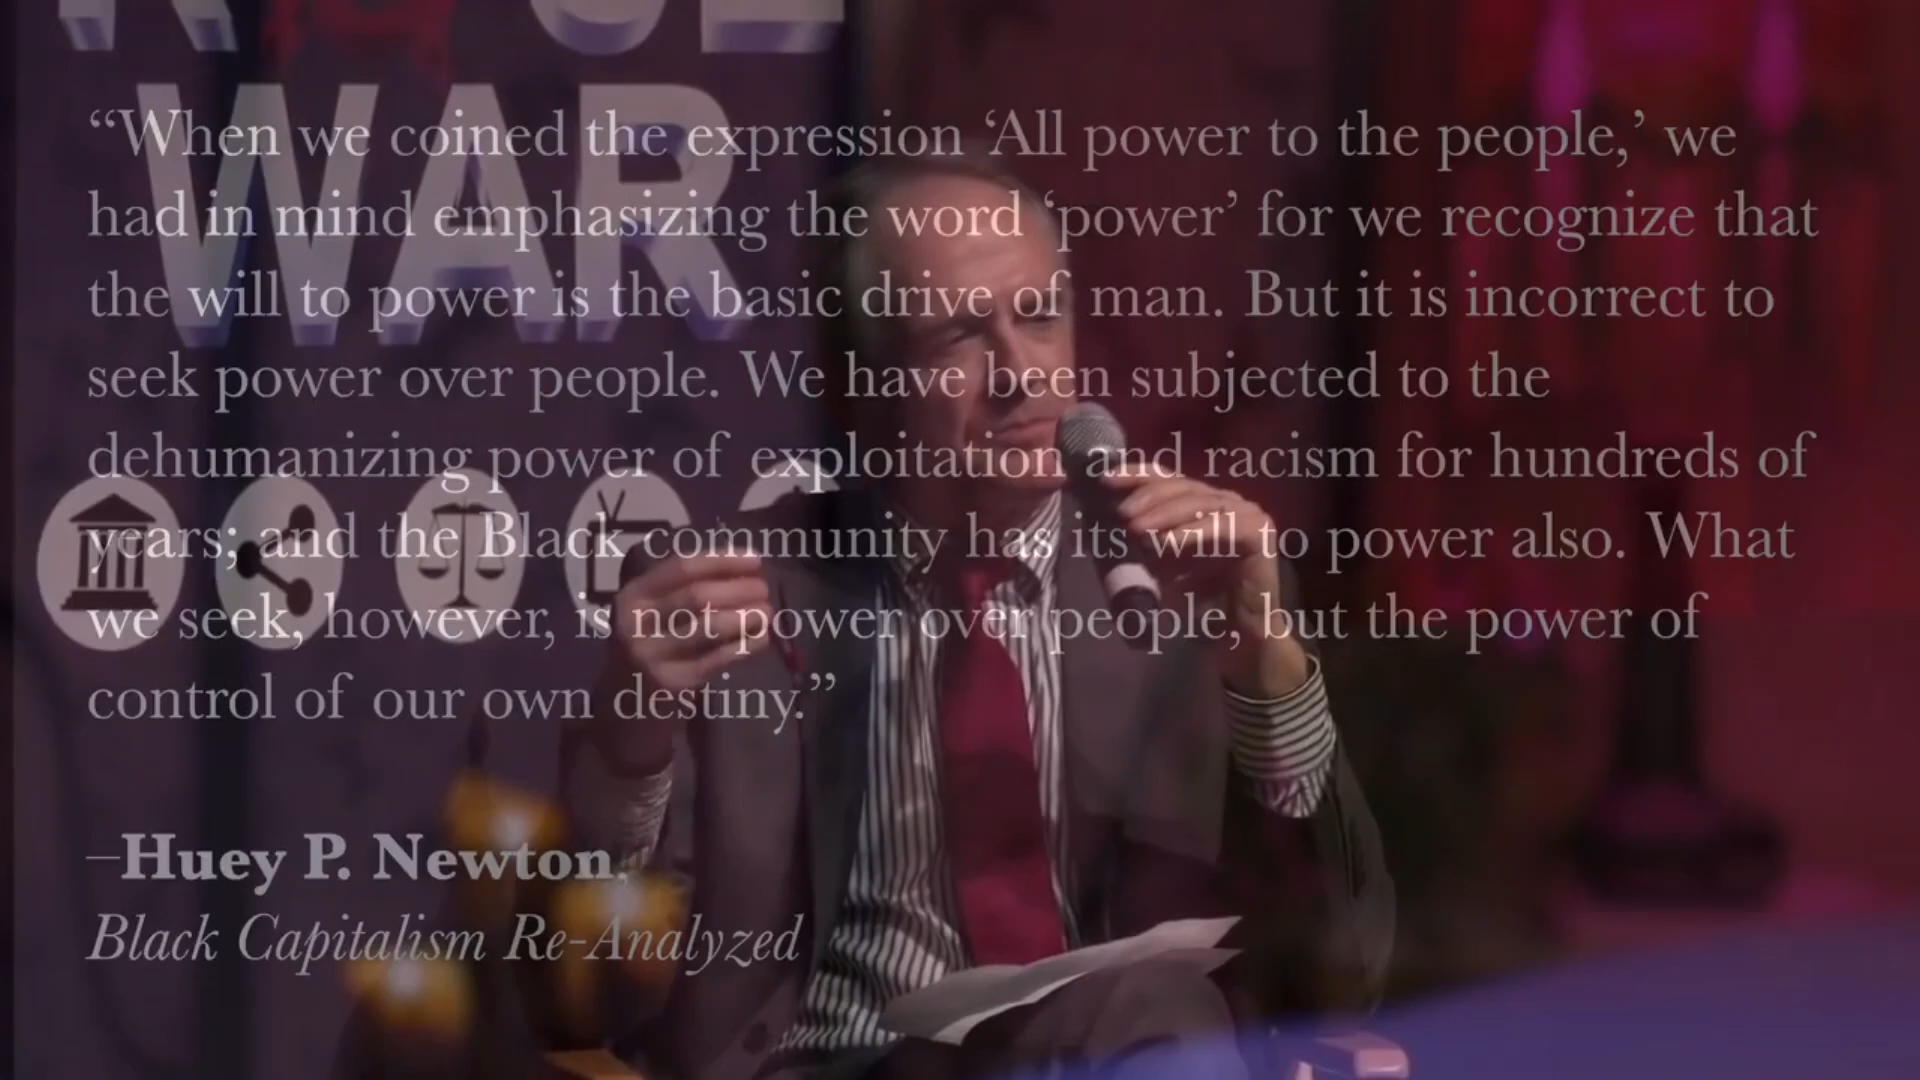 WAR
“When we coined the expression ‘All power to the people,’ we
had in mind emphasizing the word ‘power’ for we recognize that
the will to power is the basic drive of man. But it is incorrect to
seek power over people. We have been subjected to the
dehumanizing power of exploitation and racism for hundreds of
years; and the Black community has its will to power also. What
we seek, however, is not power over people, but the power of
control of our own destiny.”
–Huey P. Newton,
Black Capitalism Re-Analyzed